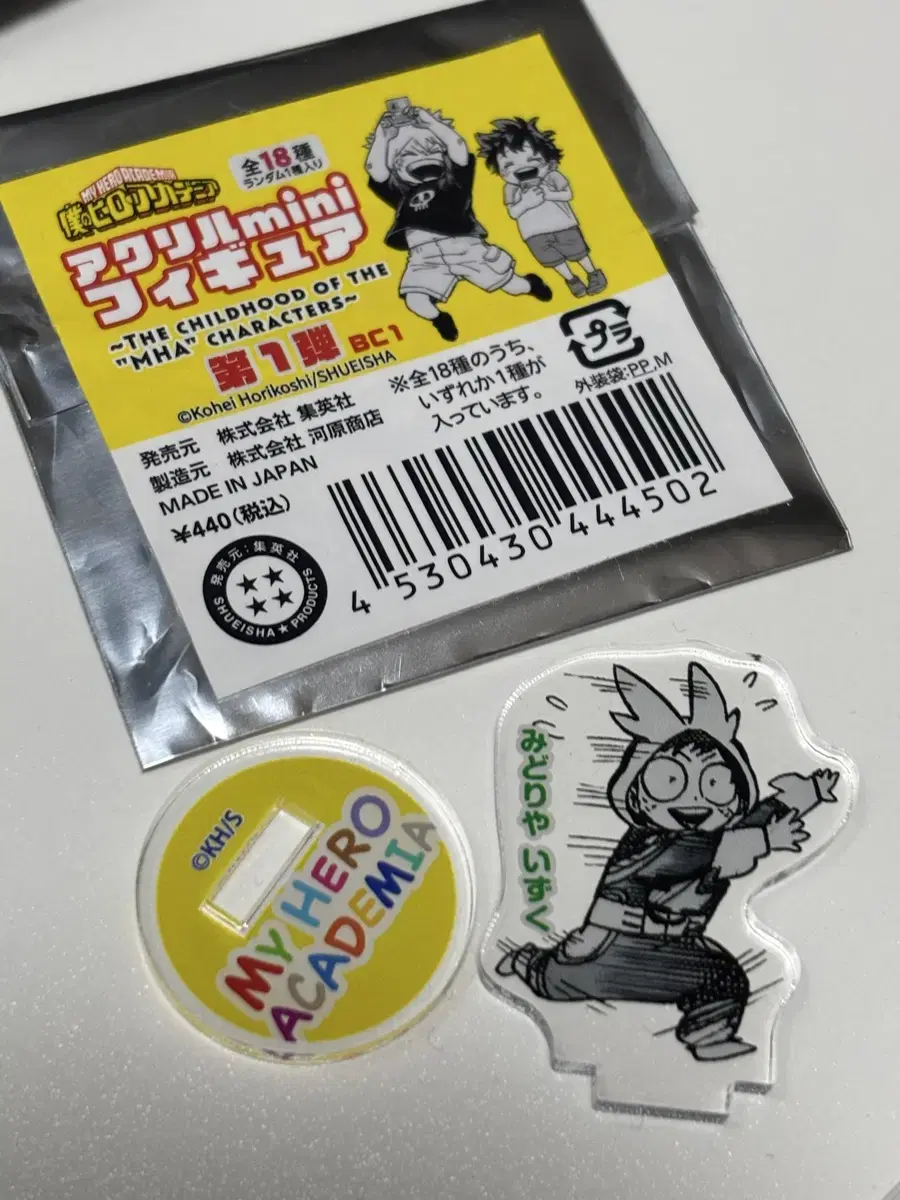 MY HERO ACADEMIA
僕のヒーローアカデミア
全18種
ランダム1種入り
アクリルmini
フィギュア
~THE CHILDHOOD OF THE
"MHA" CHARACTERS~
第1弾 BC1
©Kohei Horikoshi/SHUEISHA
発売元 株式会社 集英社
製造元 株式会社 河原商店
MADE IN JAPAN
¥440(税込)
※全18種のうち、
いずれか1種が
入っています。
プラ
外装袋:PP,M
4 530430 444502
発売元:集英社
SHUEISHA★PRODUCTS
©KH/S
MY HERO
ACADEMIA
みどりや いずく